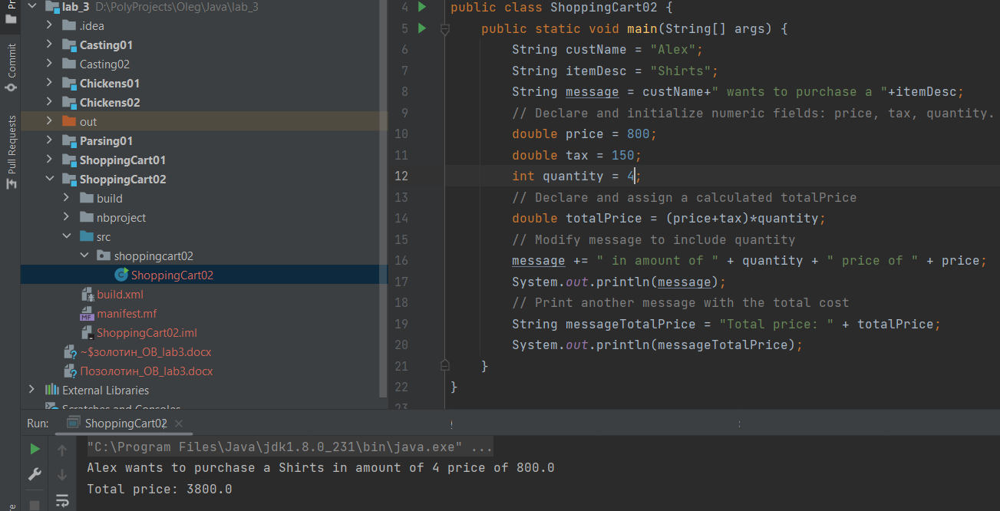 Pr
Commit
Pull Requests
lab_3 D:\PolyProjects\Oleg\Java\lab_3
.idea
Casting01
Casting02
Chickens01
Chickens02
out
Parsing01
ShoppingCart01
ShoppingCart02
build
nbproject
src
shoppingcart02
ShoppingCart02
build.xml
manifest.mf
ShoppingCart02.iml
~$золотин_ОВ_lab3.docx
Позолотин_ОВ_lab3.docx
External Libraries
Scratches and Consoles
4 public class ShoppingCart02 {
5 public static void main(String[] args) {
6 String custName = "Alex";
7 String itemDesc = "Shirts";
8 String message = custName+" wants to purchase a "+itemDesc;
9 // Declare and initialize numeric fields: price, tax, quantity.
10 double price = 800;
11 double tax = 150;
12 int quantity = 4;
13 // Declare and assign a calculated totalPrice
14 double totalPrice = (price+tax)*quantity;
15 // Modify message to include quantity
16 message += " in amount of " + quantity + " price of " + price;
17 System.out.println(message);
18 // Print another message with the total cost
19 String messageTotalPrice = "Total price: " + totalPrice;
20 System.out.println(messageTotalPrice);
21 }
22 }
23
Run: ShoppingCart02
"C:\Program Files\Java\jdk1.8.0_231\bin\java.exe" ...
Alex wants to purchase a Shirts in amount of 4 price of 800.0
Total price: 3800.0